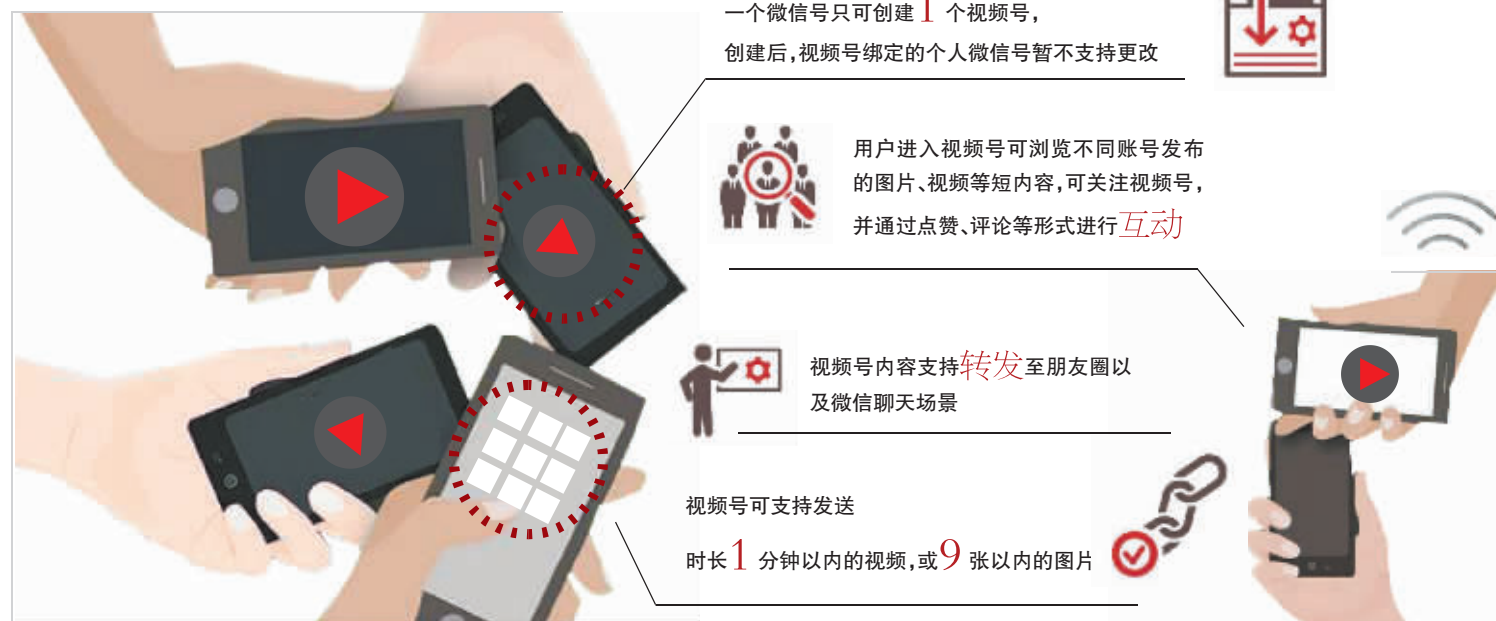 一个微信号只可创建1个视频号，
创建后，视频号绑定的个人微信号暂不支持更改
用户进入视频号可浏览不同账号发布
的图片、视频等短内容，可关注视频号，
并通过点赞、评论等形式进行互动
视频号内容支持转发至朋友圈以
及微信聊天场景
视频号可支持发送
时长1分钟以内的视频，或9张以内的图片